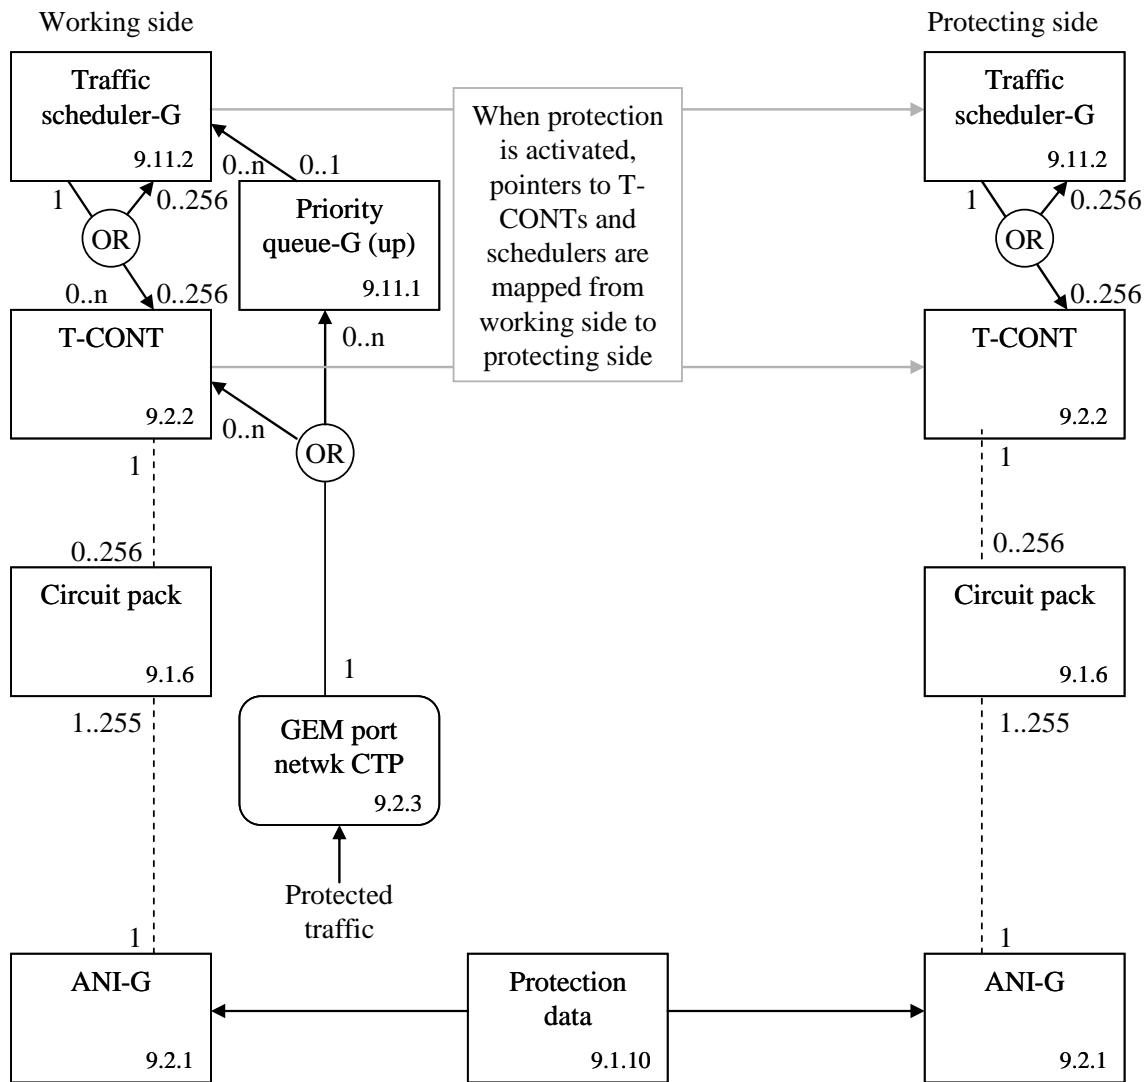 Working side
Protecting side
Traffic
scheduler-G
9.11.2
Traffic
scheduler-G
9.11.2
When protection
is activated,
pointers to T-
CONTs and
schedulers are
mapped from
working side to
protecting side
0..n
0..1
1
0..256
OR
Priority
queue-G (up)
9.11.1
1
0..256
OR
0..n
0..256
0..256
T-CONT
9.2.2
0..n
T-CONT
9.2.2
0..n
OR
1
1
0..256
0..256
Circuit pack
9.1.6
Circuit pack
9.1.6
1
1..255
1..255
GEM port
netwk CTP
9.2.3
Protected
traffic
1
1
ANI-G
9.2.1
Protection
data
9.1.10
ANI-G
9.2.1